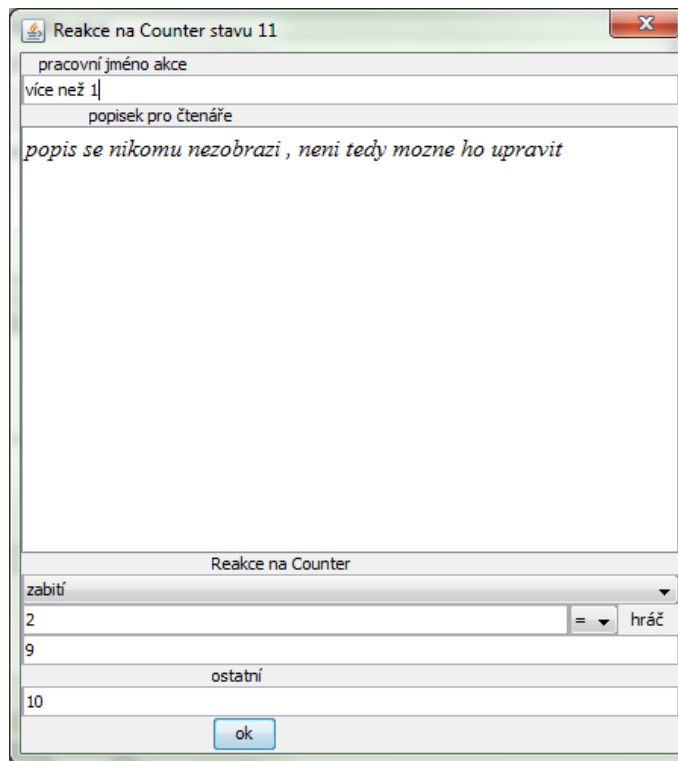 Reakce na Counter stavu 11
pracovní jméno akce
více než 1
popisek pro čtenáře
popis se nikomu nezobrazi , neni tedy mozne ho upravit
Reakce na Counter
zabití
2 = hráč
9
ostatní
10
ok